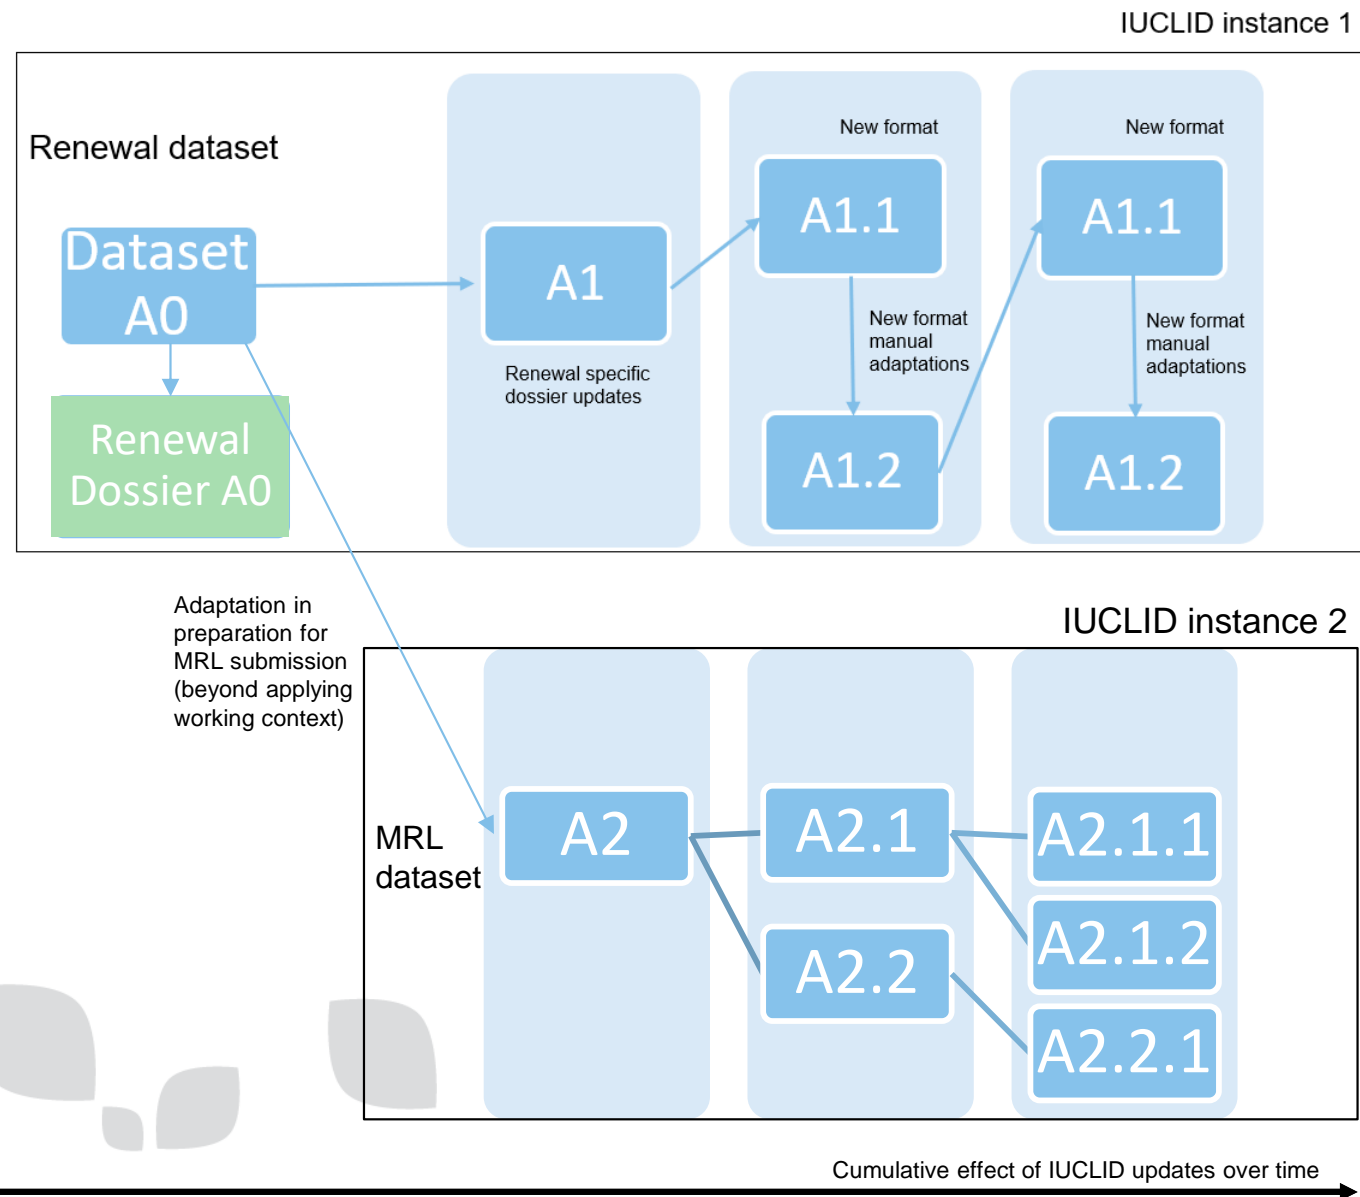 IUCLID instance 1
Renewal dataset
Dataset
A0
Renewal
Dossier A0
A1
Renewal specific
dossier updates
New format
A1.1
New format
manual
adaptations
A1.2
New format
A1.1
New format
manual
adaptations
A1.2
Adaptation in
preparation for
MRL submission
(beyond applying
working context)
IUCLID instance 2
MRL
dataset
A2
A2.1
A2.2
A2.1.1
A2.1.2
A2.2.1
Cumulative effect of IUCLID updates over time